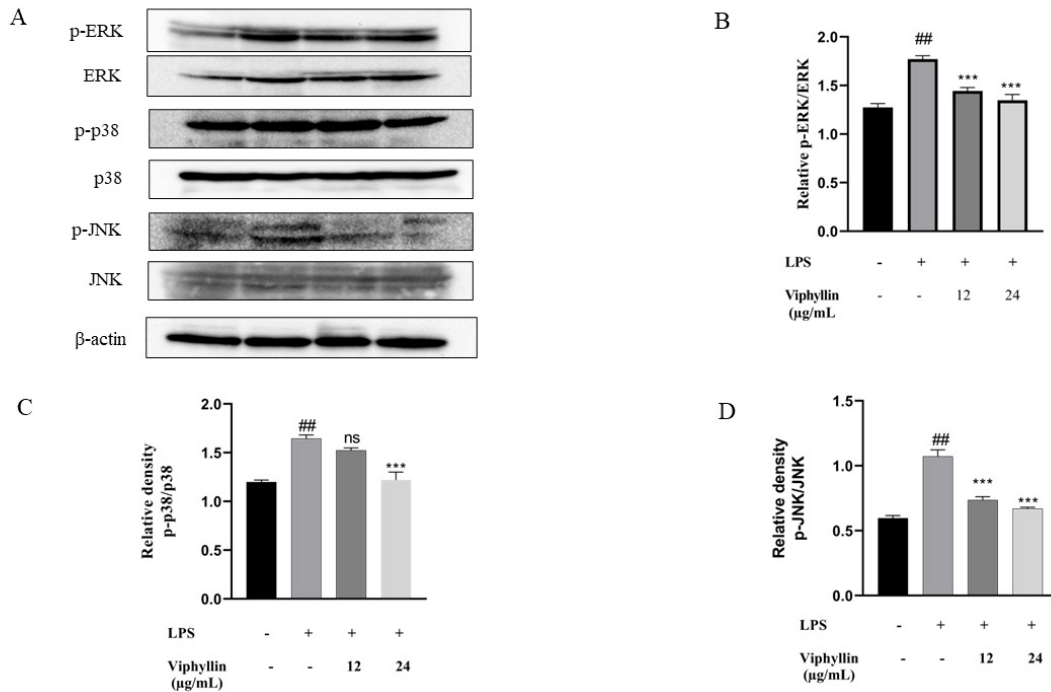 A
p-ERK
ERK
p-p38
p38
p-JNK
JNK
β-actin
B
Relative p-ERK/ERK
2.0
1.5
1.0
0.5
0.0
##
***
***
LPS - + + +
Viphyllin - - 12 24
(µg/mL
C
Relative density
p-p38/p38
2.0
1.5
1.0
0.5
0.0
##
ns
***
LPS - + + +
Viphyllin - - 12 24
(µg/mL)
D
Relative density
p-JNK/JNK
1.5
1.0
0.5
0.0
##
***
***
LPS - + + +
Viphyllin - - 12 24
(µg/mL)